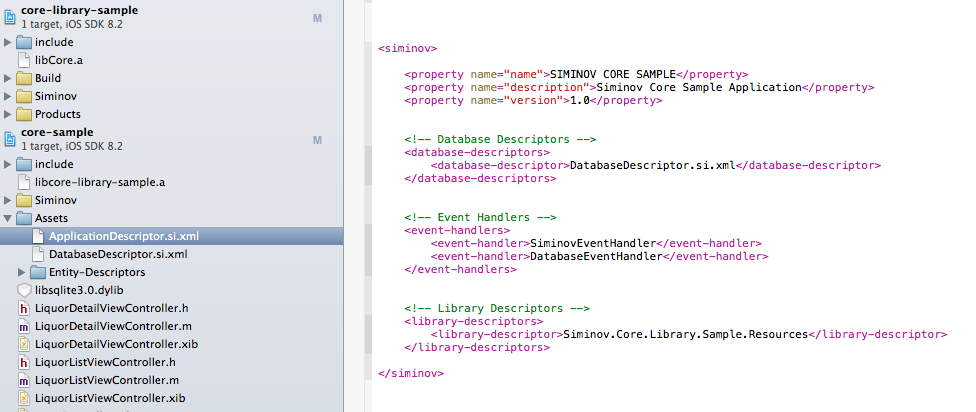 core-library-sample
1 target, iOS SDK 8.2
M
include
libCore.a
Build
Siminov
Products
core-sample
1 target, iOS SDK 8.2
M
include
libcore-library-sample.a
Siminov
Assets
ApplicationDescriptor.si.xml
DatabaseDescriptor.si.xml
Entity-Descriptors
libsqlite3.0.dylib
h LiquorDetailViewController.h
m LiquorDetailViewController.m
LiquorDetailViewController.xib
h LiquorListViewController.h
m LiquorListViewController.m
LiquorListViewController.xib
<siminov>
<property name="name">SIMINOV CORE SAMPLE</property>
<property name="description">Siminov Core Sample Application</property>
<property name="version">1.0</property>
<!-- Database Descriptors -->
<database-descriptors>
<database-descriptor>DatabaseDescriptor.si.xml</database-descriptor>
</database-descriptors>
<!-- Event Handlers -->
<event-handlers>
<event-handler>SiminovEventHandler</event-handler>
<event-handler>DatabaseEventHandler</event-handler>
</event-handlers>
<!-- Library Descriptors -->
<library-descriptors>
<library-descriptor>Siminov.Core.Library.Sample.Resources</library-descriptor>
</library-descriptors>
</siminov>